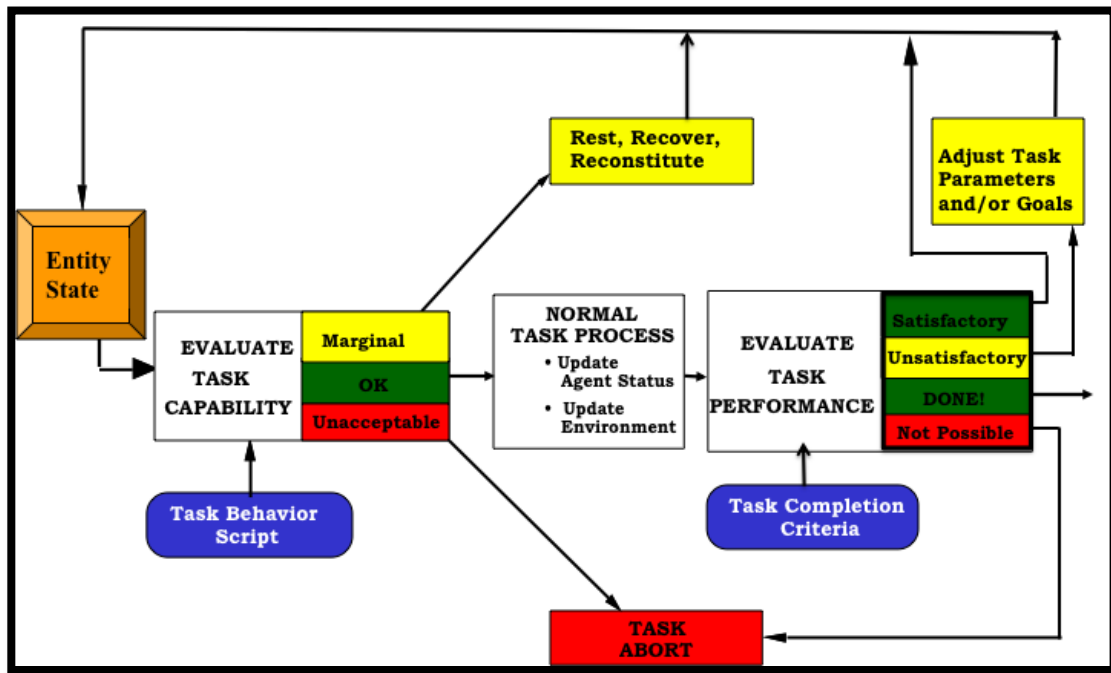 Rest, Recover,
Reconstitute
Adjust Task
Parameters
and/or Goals
Entity
State
EVALUATE
TASK
CAPABILITY
Marginal
OK
Unacceptable
NORMAL
TASK PROCESS
• Update
Agent Status
• Update
Environment
EVALUATE
TASK
PERFORMANCE
Satisfactory
Unsatisfactory
DONE!
Not Possible
Task Behavior
Script
Task Completion
Criteria
TASK
ABORT